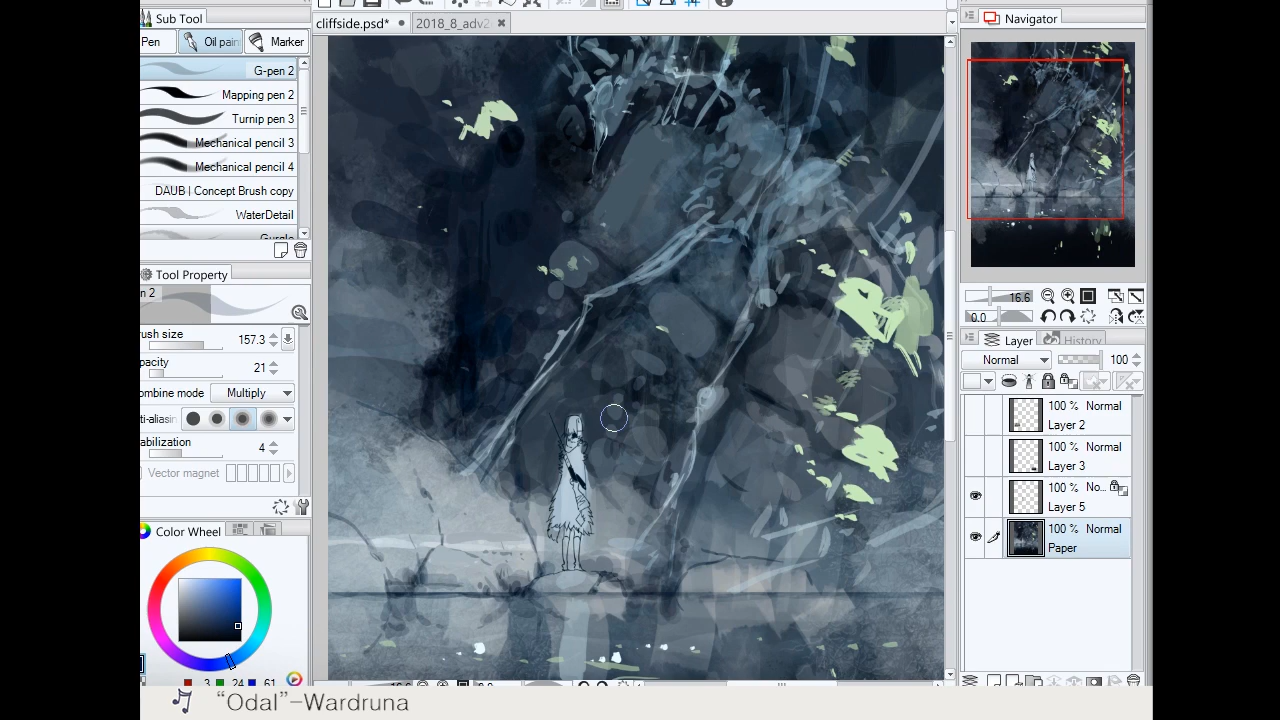 Sub Tool
Pen
Oil pain
Marker
G-pen 2
Mapping pen 2
Turnip pen 3
Mechanical pencil 3
Mechanical pencil 4
DAUB | Concept Brush copy
WaterDetail
Tool Property
n 2
rush size
157.3
pacity
21
ombine mode
Multiply
ti-aliasin
abilization
4
Vector magnet
Color Wheel
3 24 61
cliffside.psd*
2018_8_adv2
Navigator
16.6
0.0
Layer
History
Normal
100
100 % Normal
Layer 2
100 % Normal
Layer 3
100 % No...
Layer 5
100 % Normal
Paper
"Odal"-Wardruna